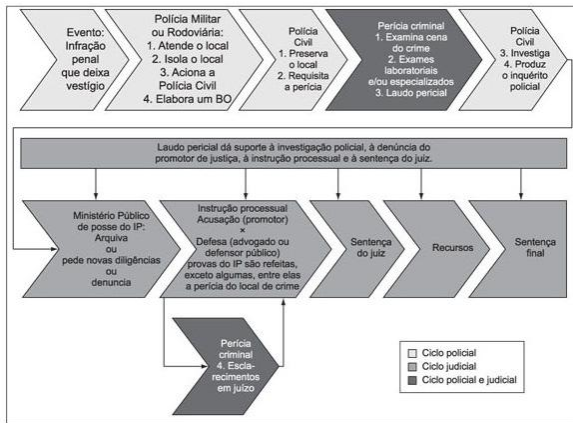 Evento:
Infração
penal
que deixa
vestígio
Polícia Militar
ou Rodoviária:
1. Atende o local
2. Isola o local
3. Aciona a
Polícia Civil
4. Elabora um BO
Polícia
Civil
1. Preserva
o local
2. Requisita
a perícia
Perícia criminal
1. Examina cena
do crime
2. Exames
laboratoriais
e/ou especializados
3. Laudo pericial
Polícia
Civil
3. Investiga
4. Produz
o inquérito
policial
Laudo pericial dá suporte à investigação policial, à denúncia do
promotor de justiça, à instrução processual e à sentença do juiz.
Ministério Público
de posse do IP:
Arquiva
ou
pede novas diligências
ou
denuncia
Instrução processual
Acusação (promotor)
×
Defesa (advogado ou
defensor público)
provas do IP são refeitas,
exceto algumas, entre elas
a perícia do local de crime
Sentença
do juiz
Recursos
Sentença
final
Perícia
criminal
4. Escla-
recimentos
em juízo
Ciclo policial
Ciclo judicial
Ciclo policial e judicial